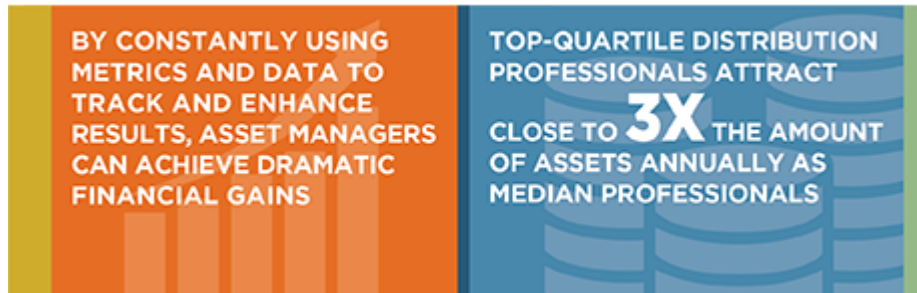 BY CONSTANTLY USING
METRICS AND DATA TO
TRACK AND ENHANCE
RESULTS, ASSET MANAGERS
CAN ACHIEVE DRAMATIC
FINANCIAL GAINS
TOP-QUARTILE DISTRIBUTION
PROFESSIONALS ATTRACT
CLOSE TO 3X THE AMOUNT
OF ASSETS ANNUALLY AS
MEDIAN PROFESSIONALS